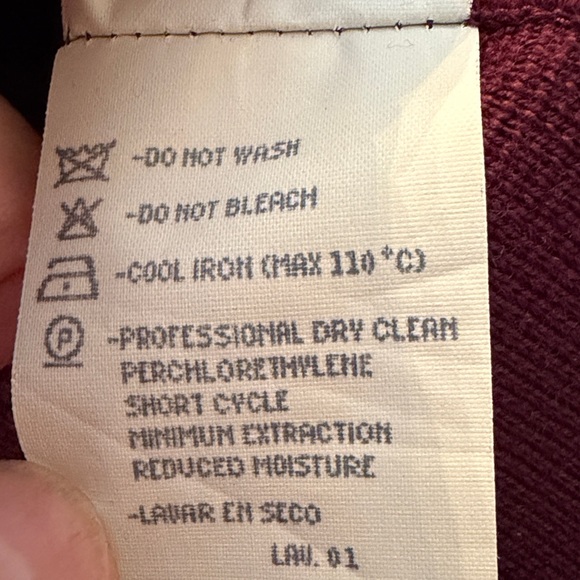 -DO NOT WASH
-DO NOT BLEACH
-COOL IRON (MAX 110 °C)
P -PROFESSIONAL DRY CLEAN
PERCHLORETHYLENE
SHORT CYCLE
MINIMUM EXTRACTION
REDUCED MOISTURE
-LAVAR EN SECO
LAV. 01